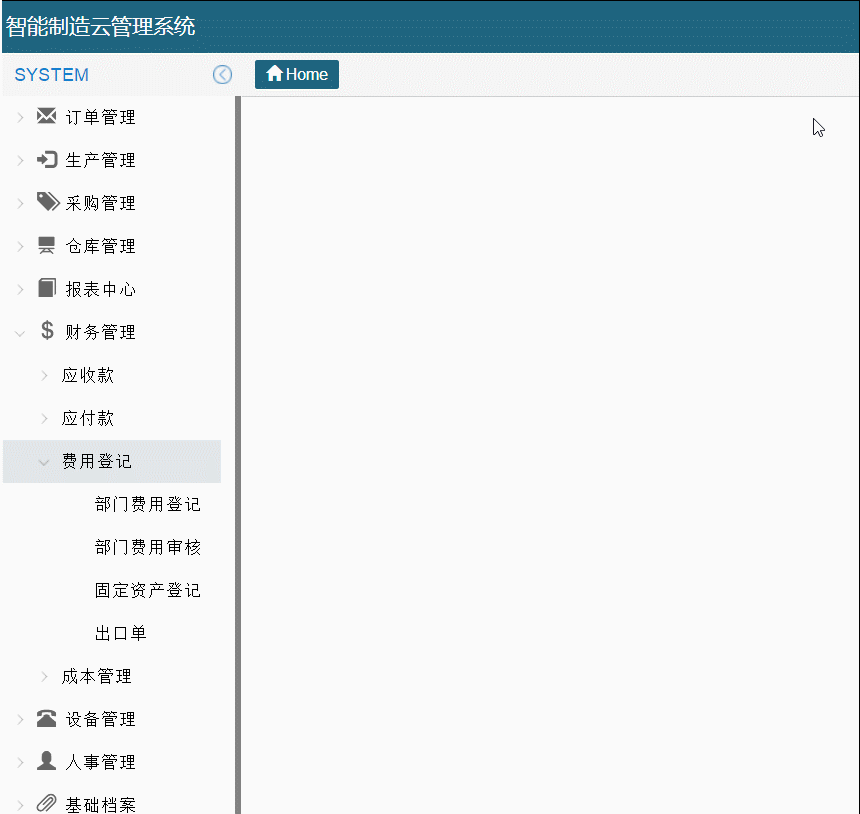 智能制造云管理系统
SYSTEM
Home
订单管理
生产管理
采购管理
仓库管理
报表中心
财务管理
应收款
应付款
费用登记
部门费用登记
部门费用审核
固定资产登记
出口单
成本管理
设备管理
人事管理
基础档案